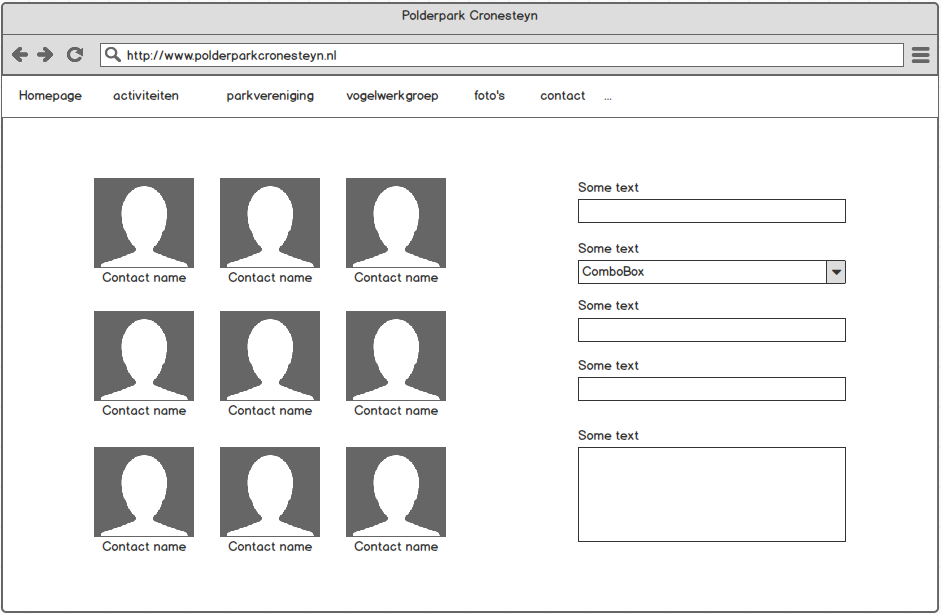 Polderpark Cronesteyn
http://www.polderparkcronesteyn.nl
Homepage activiteiten parkvereniging vogelwerkgroep foto's contact ...
Contact name Contact name Contact name
Contact name Contact name Contact name
Contact name Contact name Contact name
Some text
Some text
ComboBox
Some text
Some text
Some text